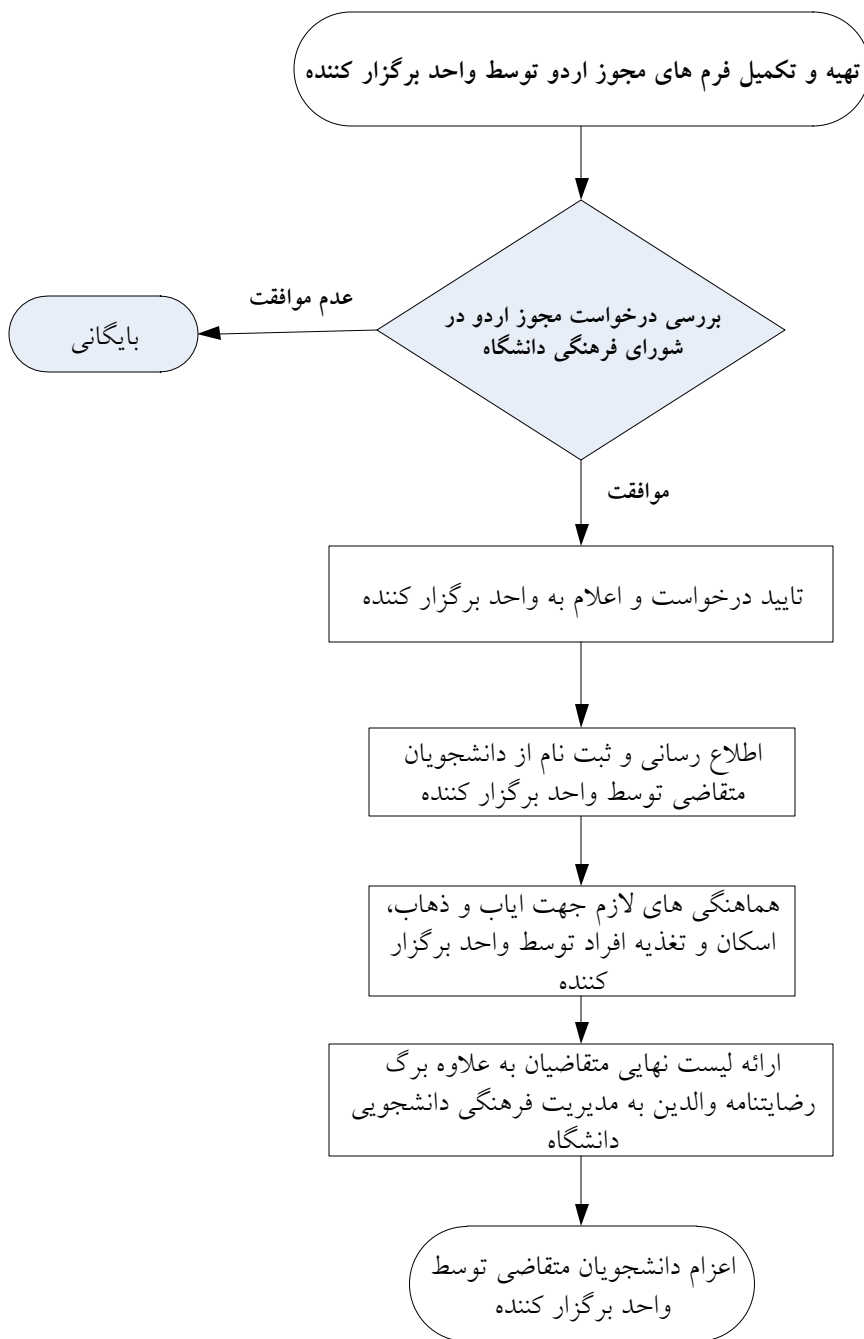 تهیه و تکمیل فرم های مجوز اردو توسط واحد برگزار کننده
بررسی درخواست مجوز اردو در
شورای فرهنگی دانشگاه
عدم موافقت
بایگانی
موافقت
تایید درخواست و اعلام به واحد برگزار کننده
اطلاع رسانی و ثبت نام از دانشجویان
متقاضی توسط واحد برگزار کننده
هماهنگی های لازم جهت ایاب و ذهاب،
اسکان و تغذیه افراد توسط واحد برگزار
کننده
ارائه لیست نهایی متقاضیان به علاوه برگ
رضایتنامه والدین به مدیریت فرهنگی دانشجویی
دانشگاه
اعزام دانشجویان متقاضی توسط
واحد برگزار کننده